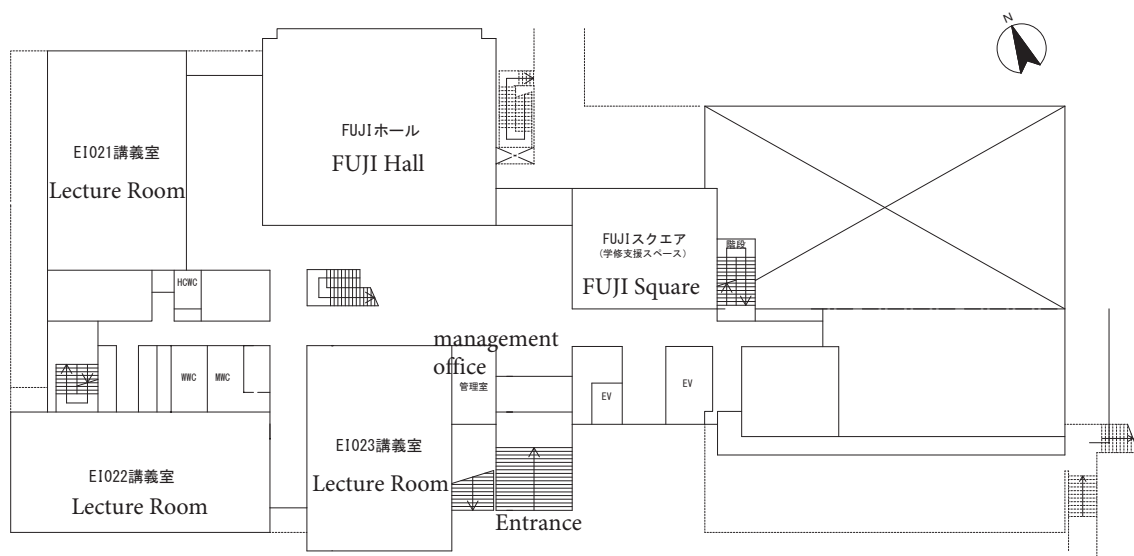 N
FUJIホール
FUJI Hall
EI021講義室
Lecture Room
FUJIスクエア
(学修支援スペース)
FUJI Square
階段
HCWC
management
office
管理室
WWC
MWC
EV
EV
EI023講義室
Lecture Room
EI022講義室
Lecture Room
Entrance